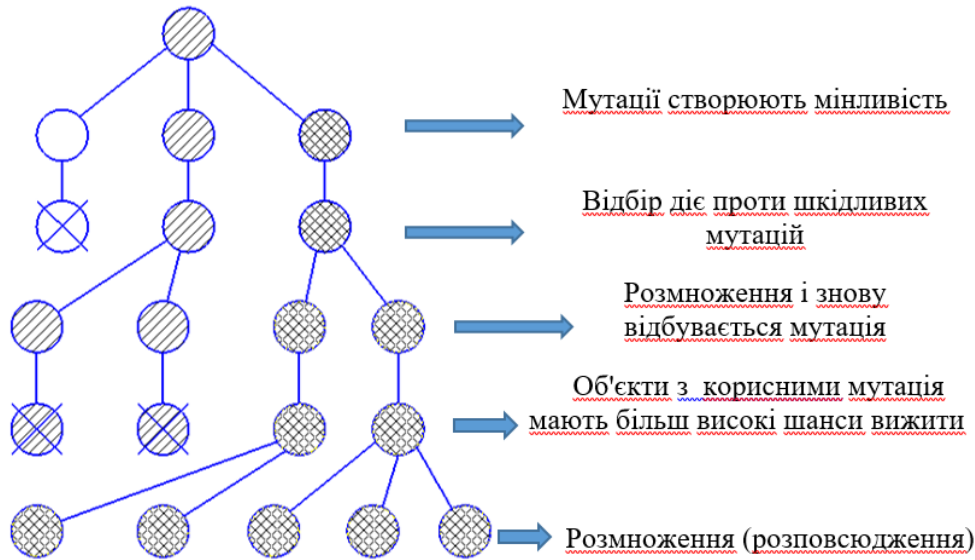 Мутації створюють мінливість
Відбір діє проти шкідливих
мутацій
Розмноження і знову
відбувається мутація
Об'єкти з корисними мутація
мають більш високі шанси вижити
Розмноження (розповсюдження)